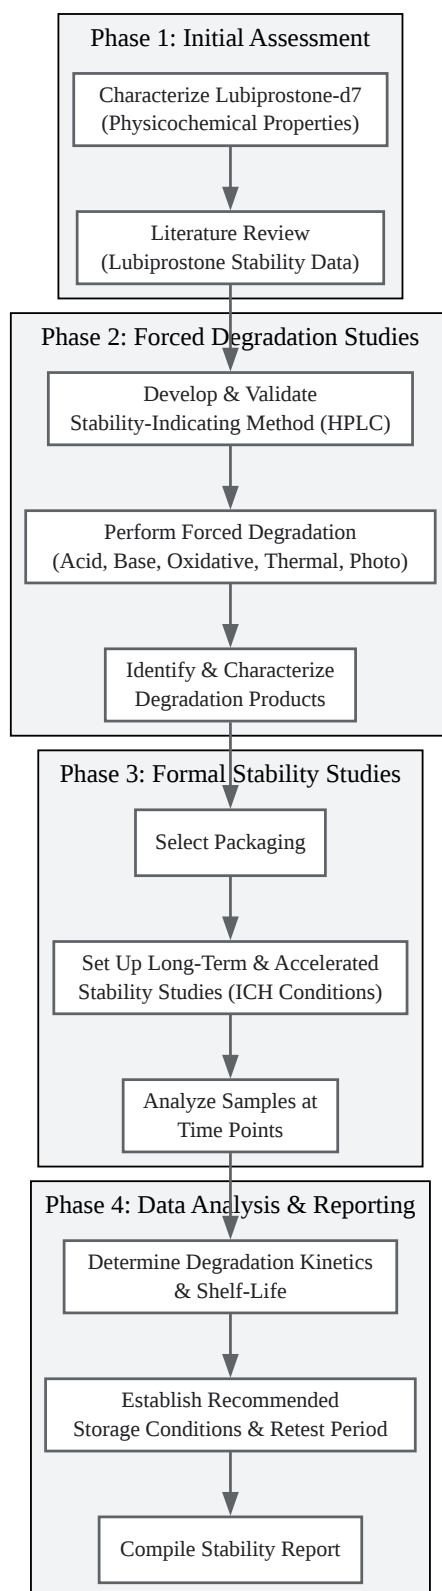 Phase 1: Initial Assessment
Characterize Lubiprostone-d7
(Physicochemical Properties)
Literature Review
(Lubiprostone Stability Data)
Phase 2: Forced Degradation Studies
Develop & Validate
Stability-Indicating Method (HPLC)
Perform Forced Degradation
(Acid, Base, Oxidative, Thermal, Photo)
Identify & Characterize
Degradation Products
Phase 3: Formal Stability Studies
Select Packaging
Set Up Long-Term & Accelerated
Stability Studies (ICH Conditions)
Analyze Samples at
Time Points
Phase 4: Data Analysis & Reporting
Determine Degradation Kinetics
& Shelf-Life
Establish Recommended
Storage Conditions & Retest Period
Compile Stability Report